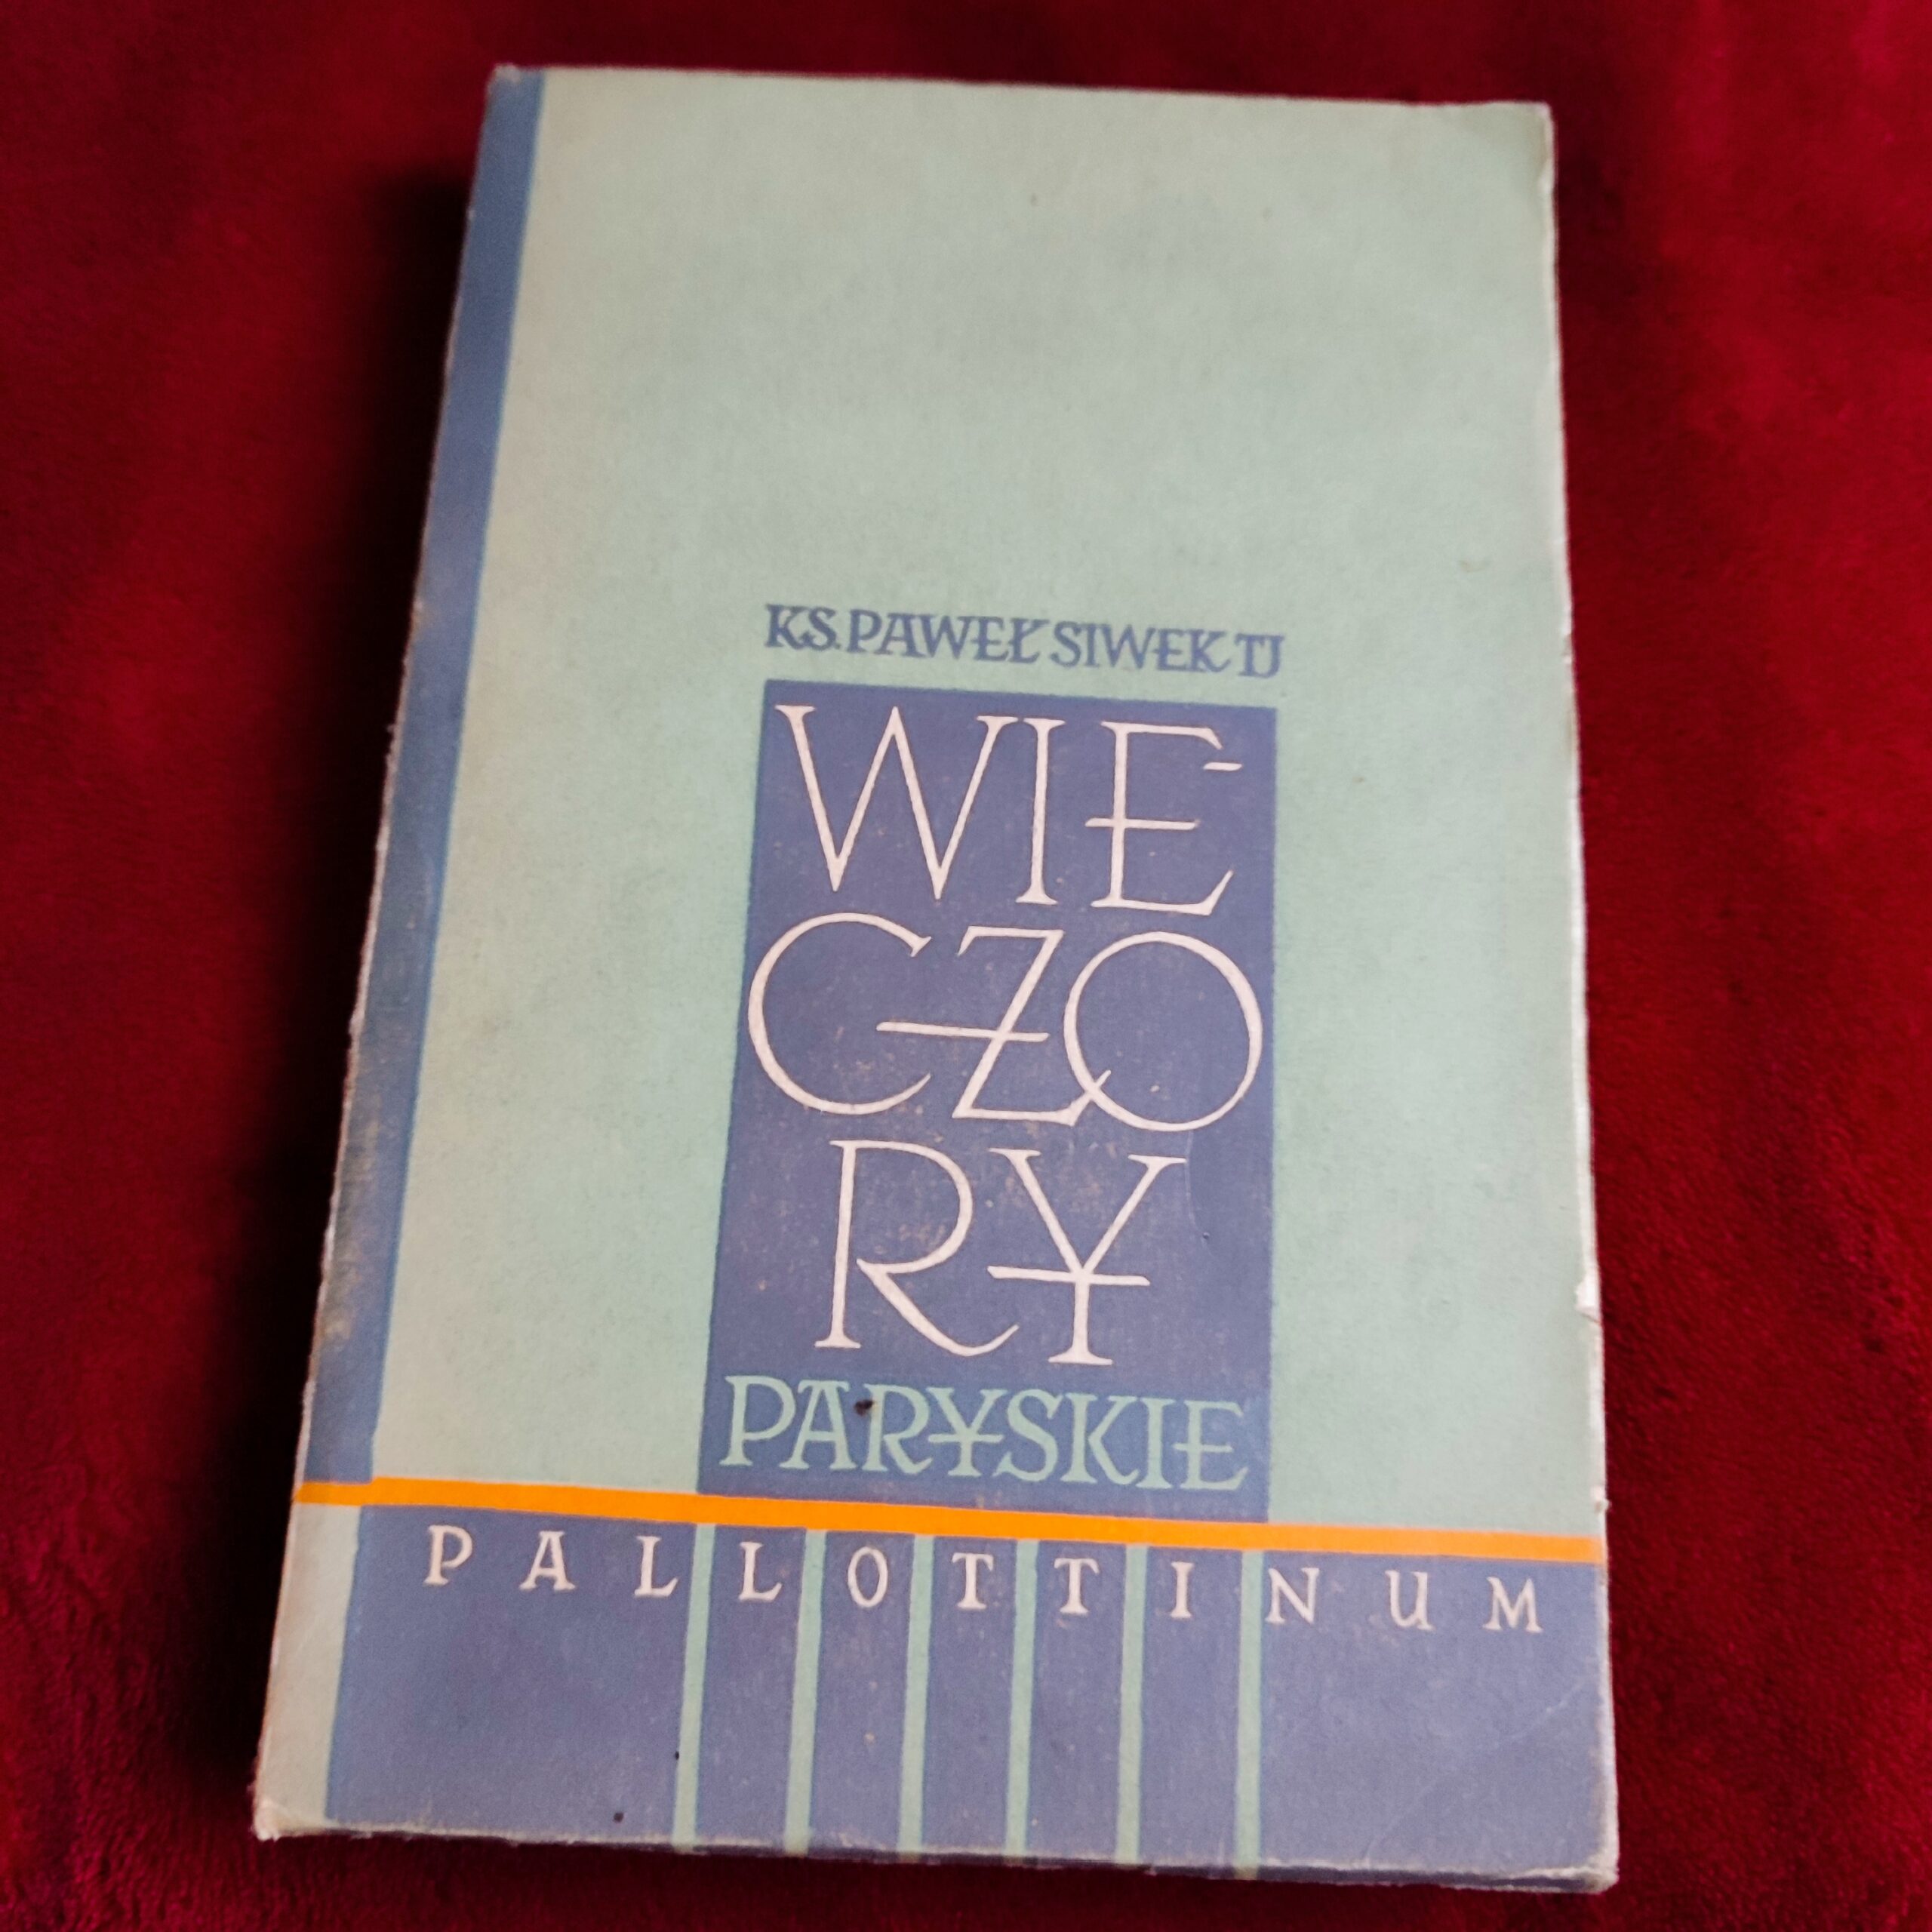 KS. PAWEŁ SIWEK TJ
WIE-
CZO
RY
PARYSKIE
PALLOTTINUM